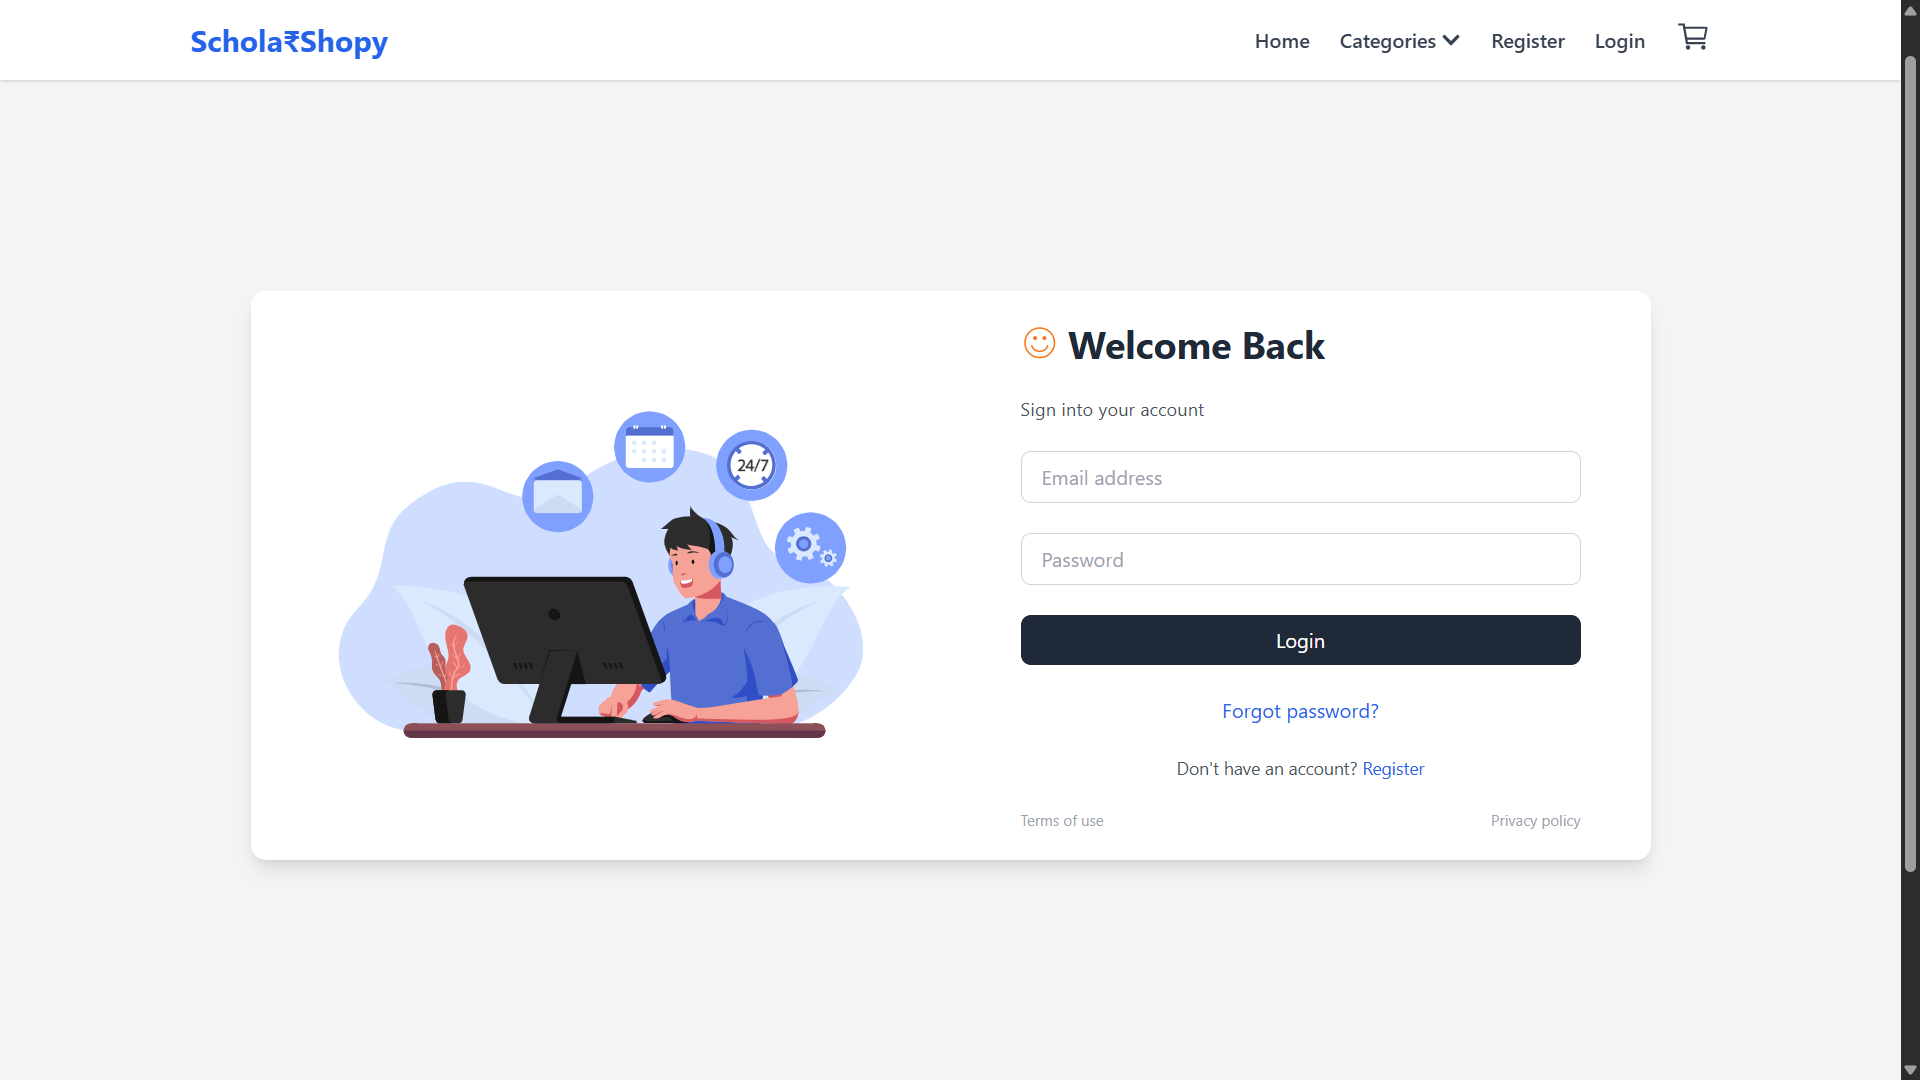 Schola₹Shopy
Home
Categories
Register
Login
24/7
Welcome Back
Sign into your account
Email address
Password
Login
Forgot password?
Don't have an account? Register
Terms of use
Privacy policy